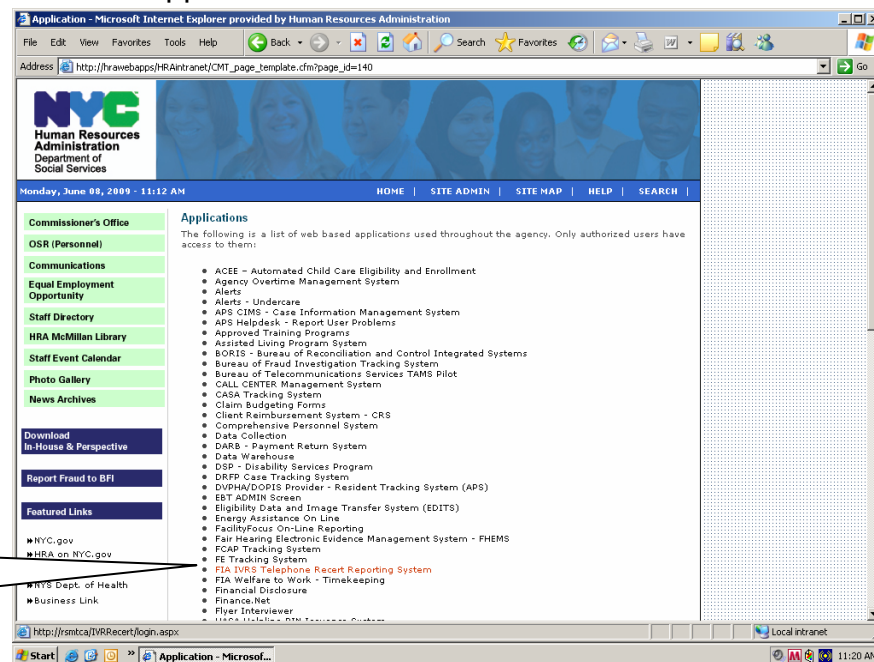 Application - Microsoft Internet Explorer provided by Human Resources Administration
File Edit View Favorites Tools Help Back Search Favorites
Address http://hrawebapps/HRAintranet/CMT_page_template.cfm?page_id=140 Go
NYC
Human Resources
Administration
Department of
Social Services
Monday, June 08, 2009 - 11:12 AM HOME | SITE ADMIN | SITE MAP | HELP | SEARCH |
Commissioner's Office
OSR (Personnel)
Communications
Equal Employment
Opportunity
Staff Directory
HRA McMillan Library
Staff Event Calendar
Photo Gallery
News Archives
Download
In-House & Perspective
Report Fraud to BFI
Featured Links
NYC.gov
HRA on NYC.gov
NYS Dept. of Health
Business Link
Applications
The following is a list of web based applications used throughout the agency. Only authorized users have
access to them:
ACEE – Automated Child Care Eligibility and Enrollment
Agency Overtime Management System
Alerts
Alerts - Undercare
APS CIMS - Case Information Management System
APS Helpdesk - Report User Problems
Approved Training Programs
Assisted Living Program System
BORIS - Bureau of Reconciliation and Control Integrated Systems
Bureau of Fraud Investigation Tracking System
Bureau of Telecommunications Services TAMS Pilot
CALL CENTER Management System
CASA Tracking System
Claim Budgeting Forms
Client Reimbursement System - CRS
Comprehensive Personnel System
Data Collection
DARB - Payment Return System
Data Warehouse
DSP - Disability Services Program
DRFP Case Tracking System
DVPHA/DOPIS Provider - Resident Tracking System (APS)
EBT ADMIN Screen
Eligibility Data and Image Transfer System (EDITS)
Energy Assistance On Line
FacilityFocus On-Line Reporting
Fair Hearing Electronic Evidence Management System - FHEMS
FCAP Tracking System
FE Tracking System
FIA IVRS Telephone Recert Reporting System
FIA Welfare to Work - Timekeeping
Financial Disclosure
Finance.Net
Flyer Interviewer
http://rsmtca/IVRRecert/login.aspx Local intranet
Start Application - Microsof... 11:20 AM